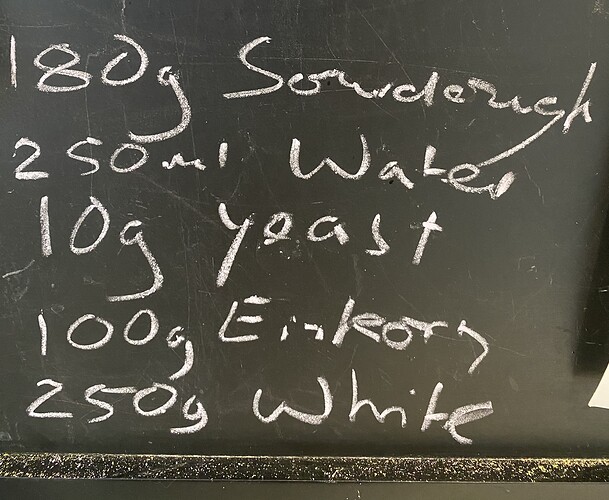 180g Sourdough
250ml Water
10g yeast
100g Einkorn
250g White